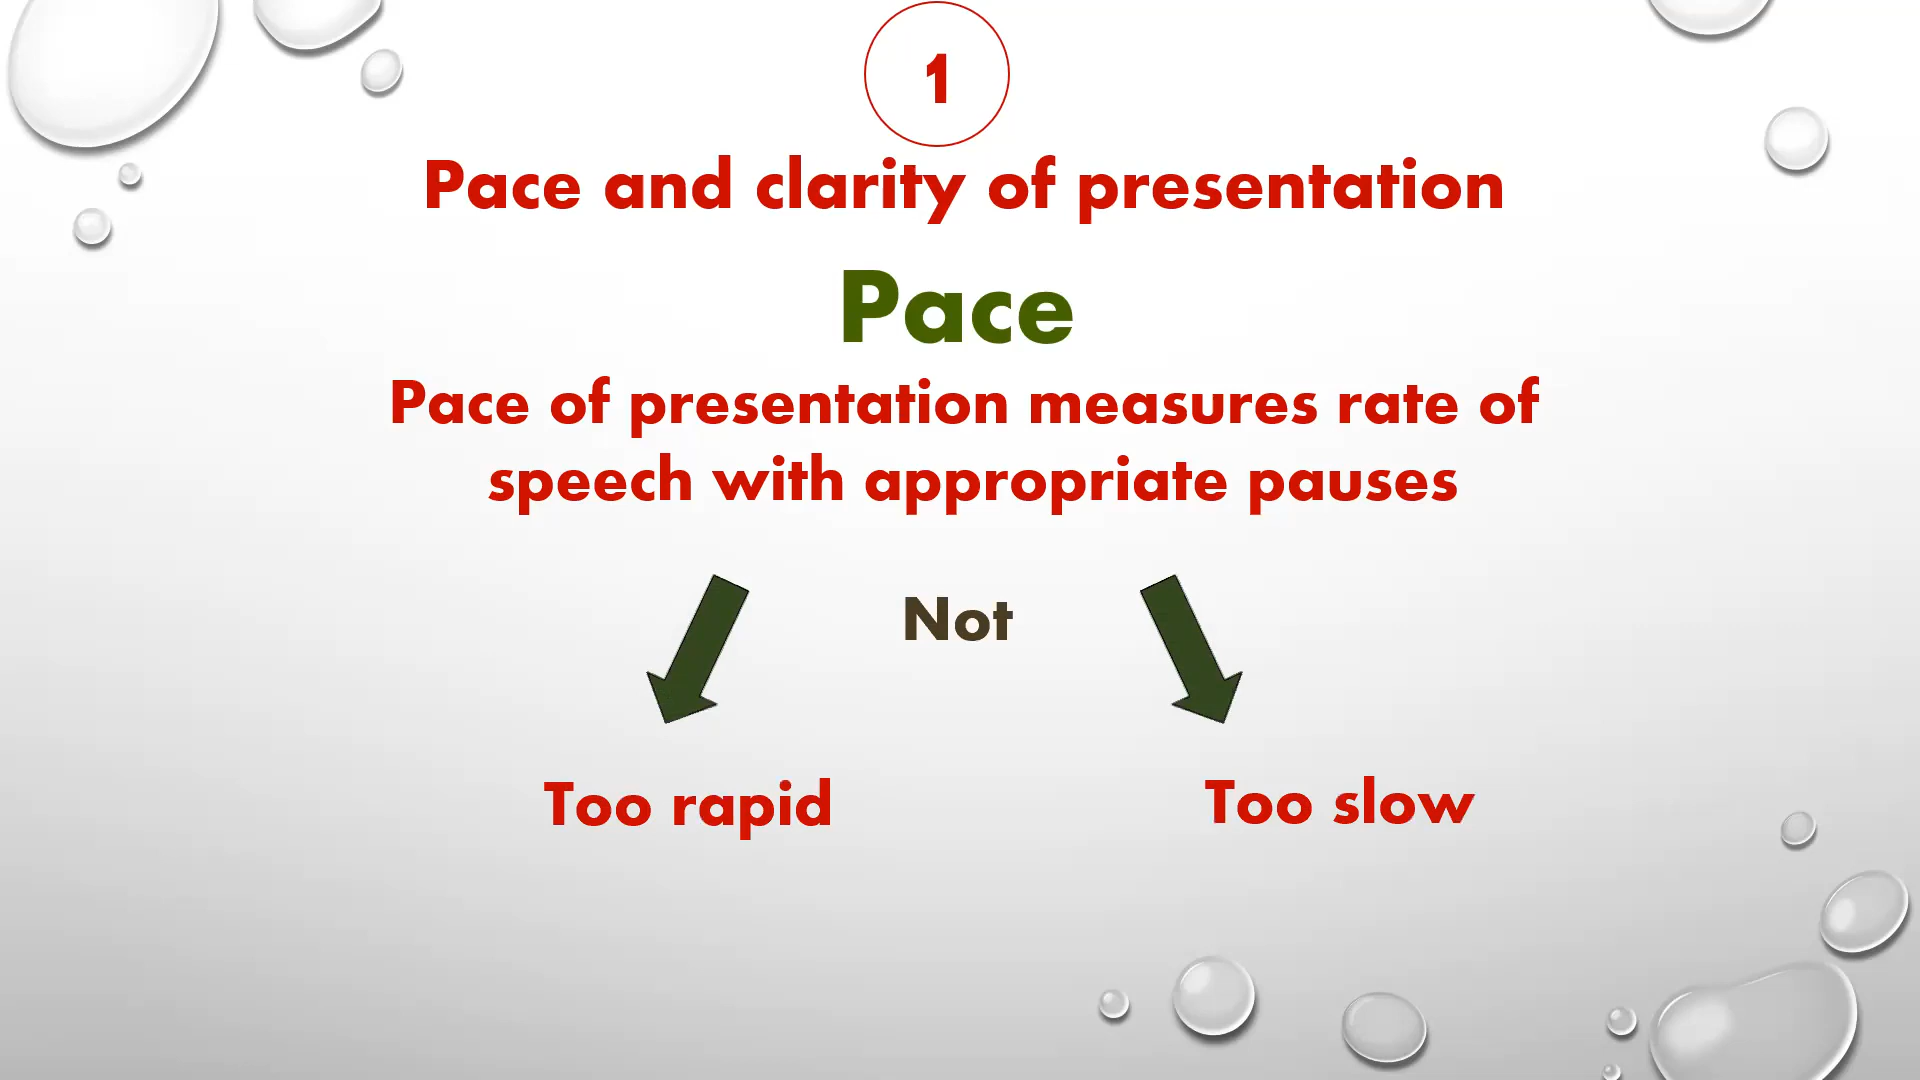 1
Pace and clarity of presentation
Pace
Pace of presentation measures rate of
speech with appropriate pauses
Not
Too rapid
Too slow